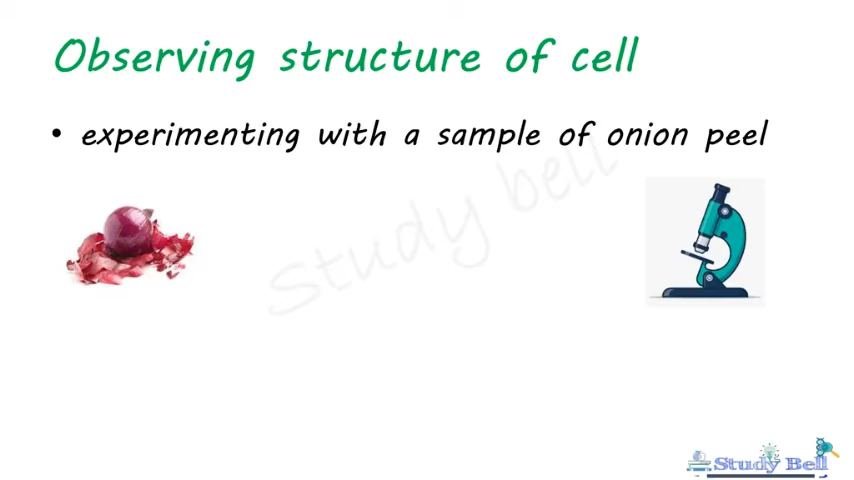 Observing structure of cell
• experimenting with a sample of onion peel
Study bell
Study Bell